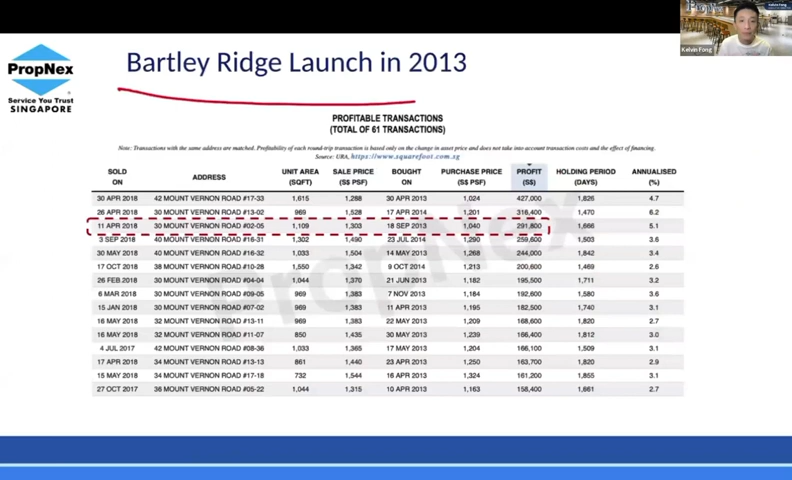 PropNex
Service You Trust
SINGAPORE
Bartley Ridge Launch in 2013
Kelvin Fong
PROFITABLE TRANSACTIONS
(TOTAL OF 61 TRANSACTIONS)
Note: Transactions with the same address are matched. Profitability of each round-trip transaction is based only on the change in asset price and does not take into account transaction costs and the effect of financing.
Source: URA, https://www.squarefoot.com.sg
SOLD ON ADDRESS UNIT AREA (SQFT) SALE PRICE (S$ PSF) BOUGHT ON PURCHASE PRICE (S$ PSF) PROFIT (S$) HOLDING PERIOD (DAYS) ANNUALISED (%)
30 APR 2018 42 MOUNT VERNON ROAD #17-33 1,615 1,288 30 APR 2013 1,024 427,000 1,826 4.7
26 APR 2018 30 MOUNT VERNON ROAD #13-02 969 1,528 17 APR 2014 1,201 316,400 1,470 6.2
11 APR 2018 30 MOUNT VERNON ROAD #02-05 1,109 1,303 18 SEP 2013 1,040 291,800 1,666 5.1
3 SEP 2018 40 MOUNT VERNON ROAD #16-31 1,302 1,490 23 JUL 2014 1,290 259,600 1,503 3.6
30 MAY 2018 40 MOUNT VERNON ROAD #16-32 1,033 1,504 14 MAY 2013 1,268 244,000 1,842 3.4
17 OCT 2018 38 MOUNT VERNON ROAD #10-28 1,550 1,342 9 OCT 2014 1,213 200,600 1,469 2.6
26 FEB 2018 30 MOUNT VERNON ROAD #04-04 1,044 1,370 21 JUN 2013 1,182 195,500 1,711 3.2
6 MAR 2018 30 MOUNT VERNON ROAD #09-05 969 1,383 7 NOV 2013 1,184 192,600 1,580 3.6
15 JAN 2018 30 MOUNT VERNON ROAD #07-02 969 1,383 11 APR 2013 1,195 182,500 1,740 3.1
16 MAY 2018 32 MOUNT VERNON ROAD #13-11 969 1,383 22 MAY 2013 1,209 168,600 1,820 2.7
16 MAY 2018 32 MOUNT VERNON ROAD #11-07 850 1,435 30 MAY 2013 1,239 166,400 1,812 3.0
4 JUL 2017 42 MOUNT VERNON ROAD #08-36 1,033 1,365 17 MAY 2013 1,204 166,100 1,509 3.1
17 APR 2018 34 MOUNT VERNON ROAD #13-13 861 1,440 23 APR 2013 1,250 163,700 1,820 2.9
15 MAY 2018 34 MOUNT VERNON ROAD #17-18 732 1,544 16 APR 2013 1,324 161,200 1,855 3.1
27 OCT 2017 36 MOUNT VERNON ROAD #05-22 1,044 1,315 10 APR 2013 1,163 158,400 1,661 2.7